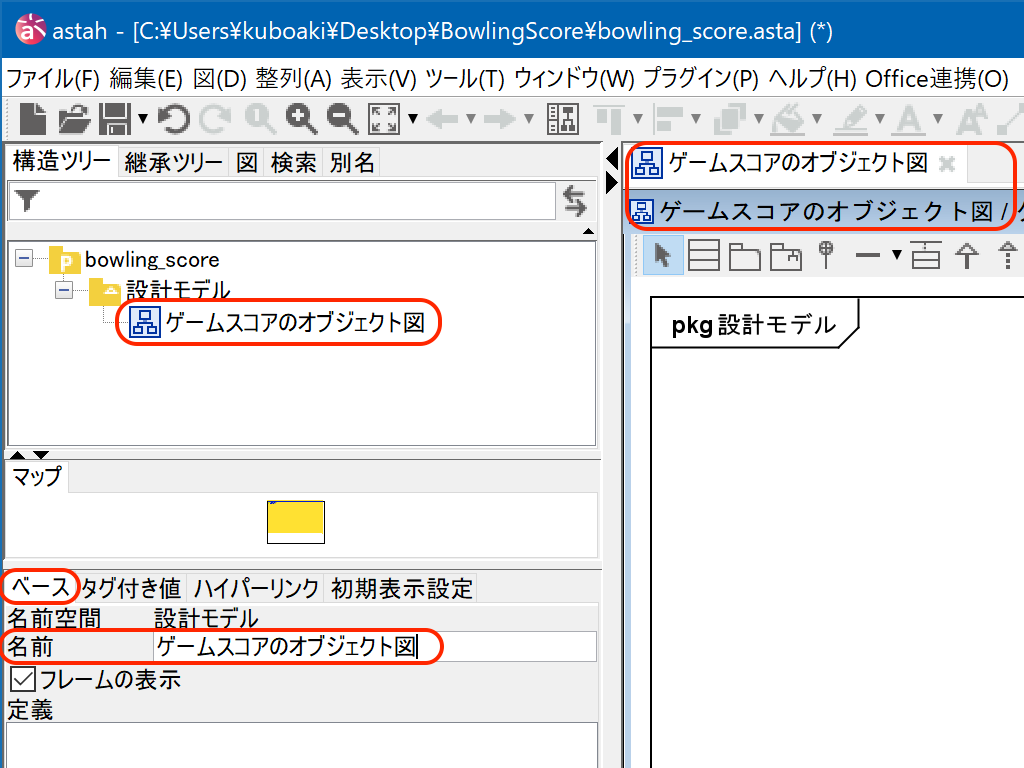 astah - [C:¥Users¥kuboaki¥Desktop¥BowlingScore¥bowling_score.asta] (*)
ファイル(F) 編集(E) 図(D) 整列(A) 表示(V) ツール(T) ウィンドウ(W) プラグイン(P) ヘルプ(H) Office連携(O)
構造ツリー 継承ツリー 図 検索 別名
ゲームスコアのオブジェクト図
ゲームスコアのオブジェクト図 /
bowling_score
設計モデル
ゲームスコアのオブジェクト図
pkg 設計モデル
マップ
ベース タグ付き値 ハイパーリンク 初期表示設定
名前空間 設計モデル
名前 ゲームスコアのオブジェクト図
フレームの表示
定義